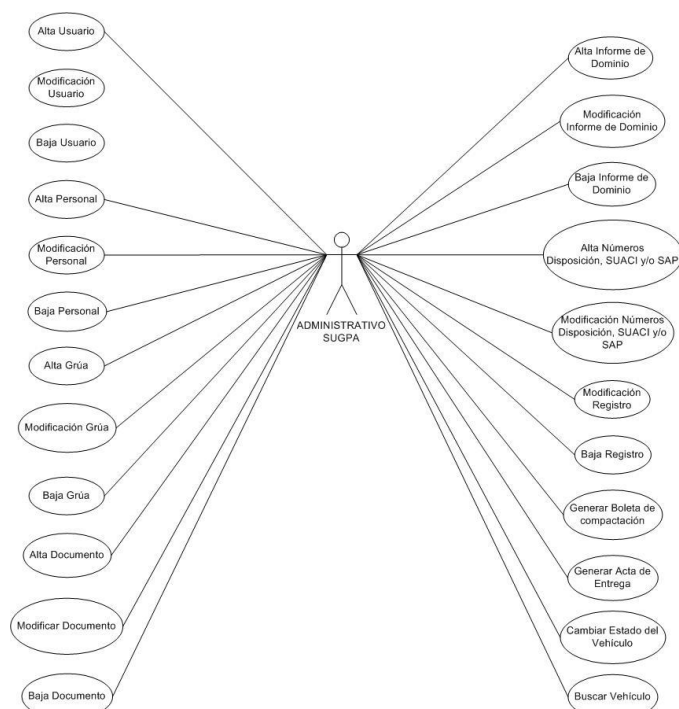 Alta Usuario
Modificación
Usuario
Baja Usuario
Alta Personal
Modificación
Personal
Baja Personal
Alta Grúa
Modificación Grúa
Baja Grúa
Alta Documento
Modificar Documento
Baja Documento
ADMINISTRATIVO
SUGPA
Alta Informe de
Dominio
Modificación
Informe de Dominio
Baja Informe de
Dominio
Alta Números
Disposición, SUACI y/o SAP
Modificación Números
Disposición, SUACI y/o
SAP
Modificación
Registro
Baja Registro
Generar Boleta de
compactación
Generar Acta de
Entrega
Cambiar Estado del
Vehículo
Buscar Vehículo